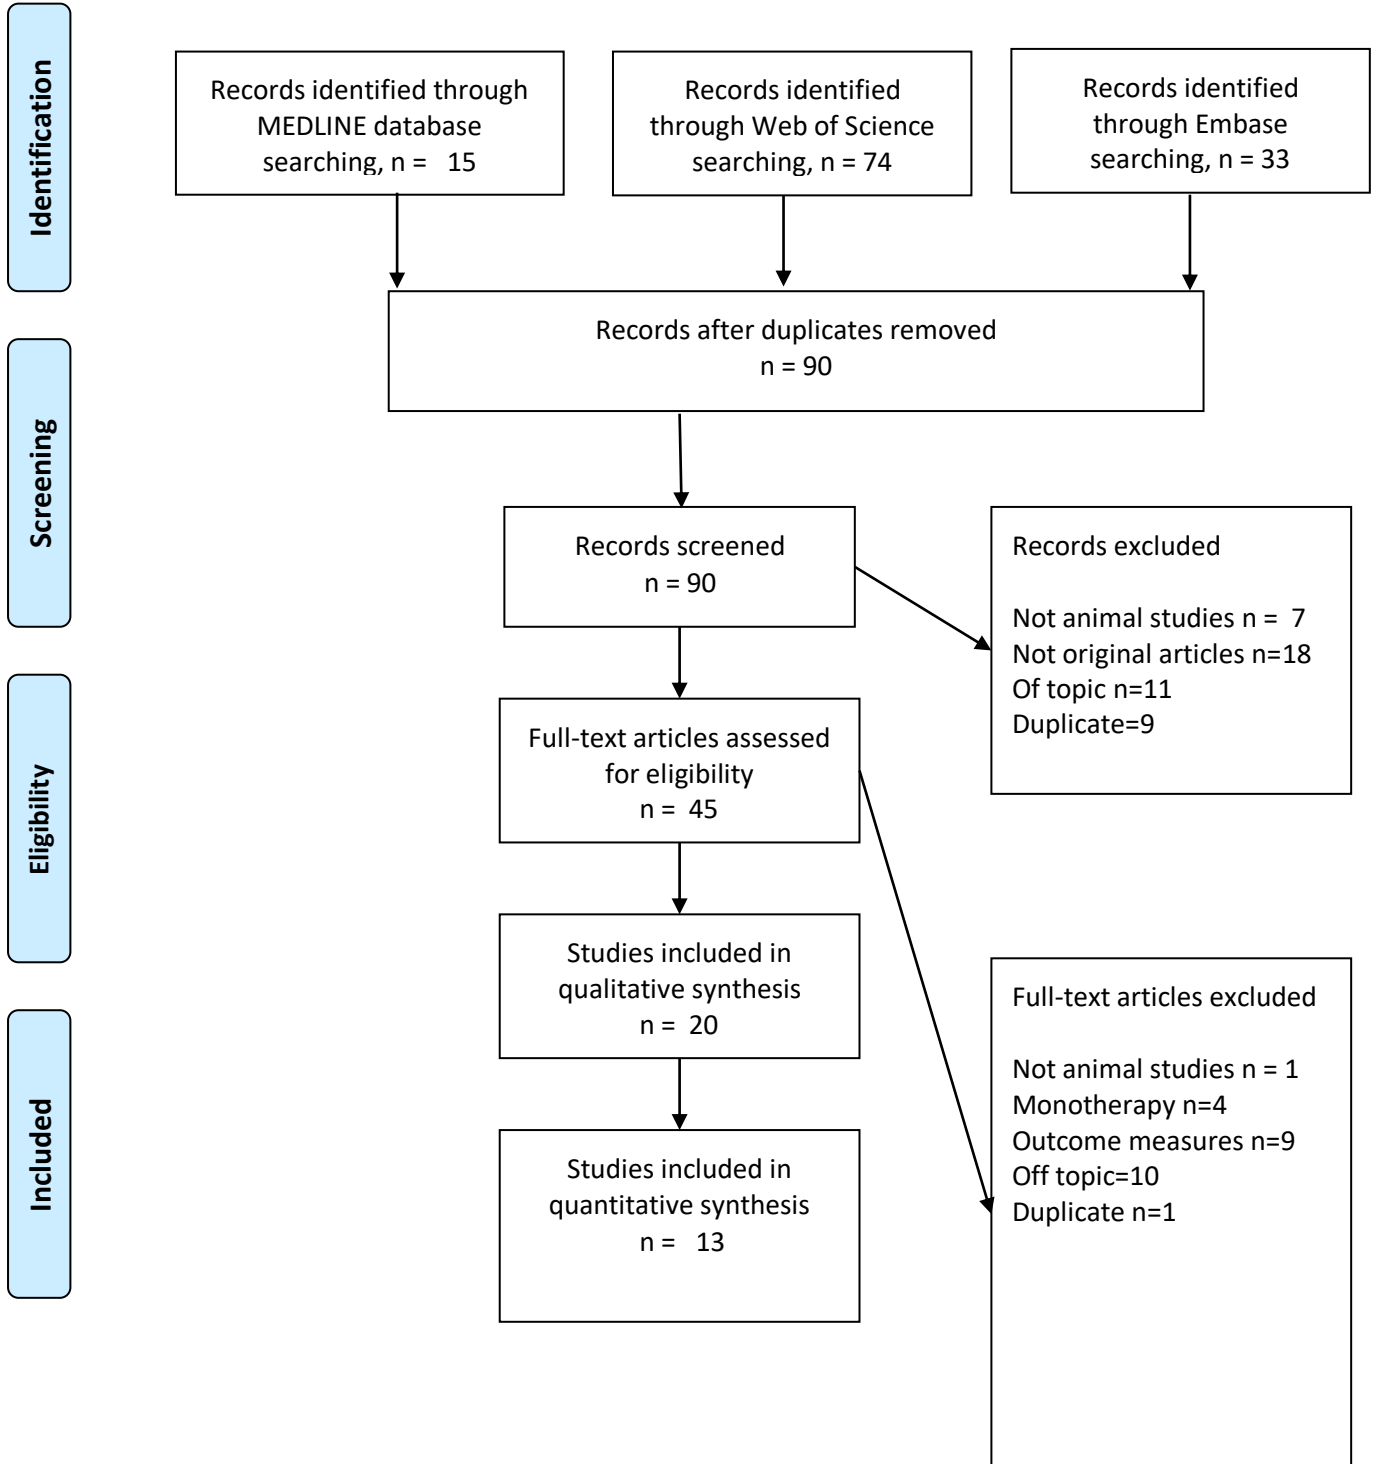 Identification
Records identified through
MEDLINE database
searching, n =   15
Records identified
through Web of Science
searching, n = 74
Records identified
through Embase
searching, n = 33
Records after duplicates removed
n = 90
Screening
Records screened
n = 90
Records excluded
Not animal studies n =  7
Not original articles n=18
Of topic n=11
Duplicate=9
Eligibility
Full-text articles assessed
for eligibility
n =  45
Studies included in
qualitative synthesis
n =  20
Full-text articles excluded
Not animal studies n = 1
Monotherapy n=4
Outcome measures n=9
Off topic=10
Duplicate n=1
Included
Studies included in
quantitative synthesis
n =   13